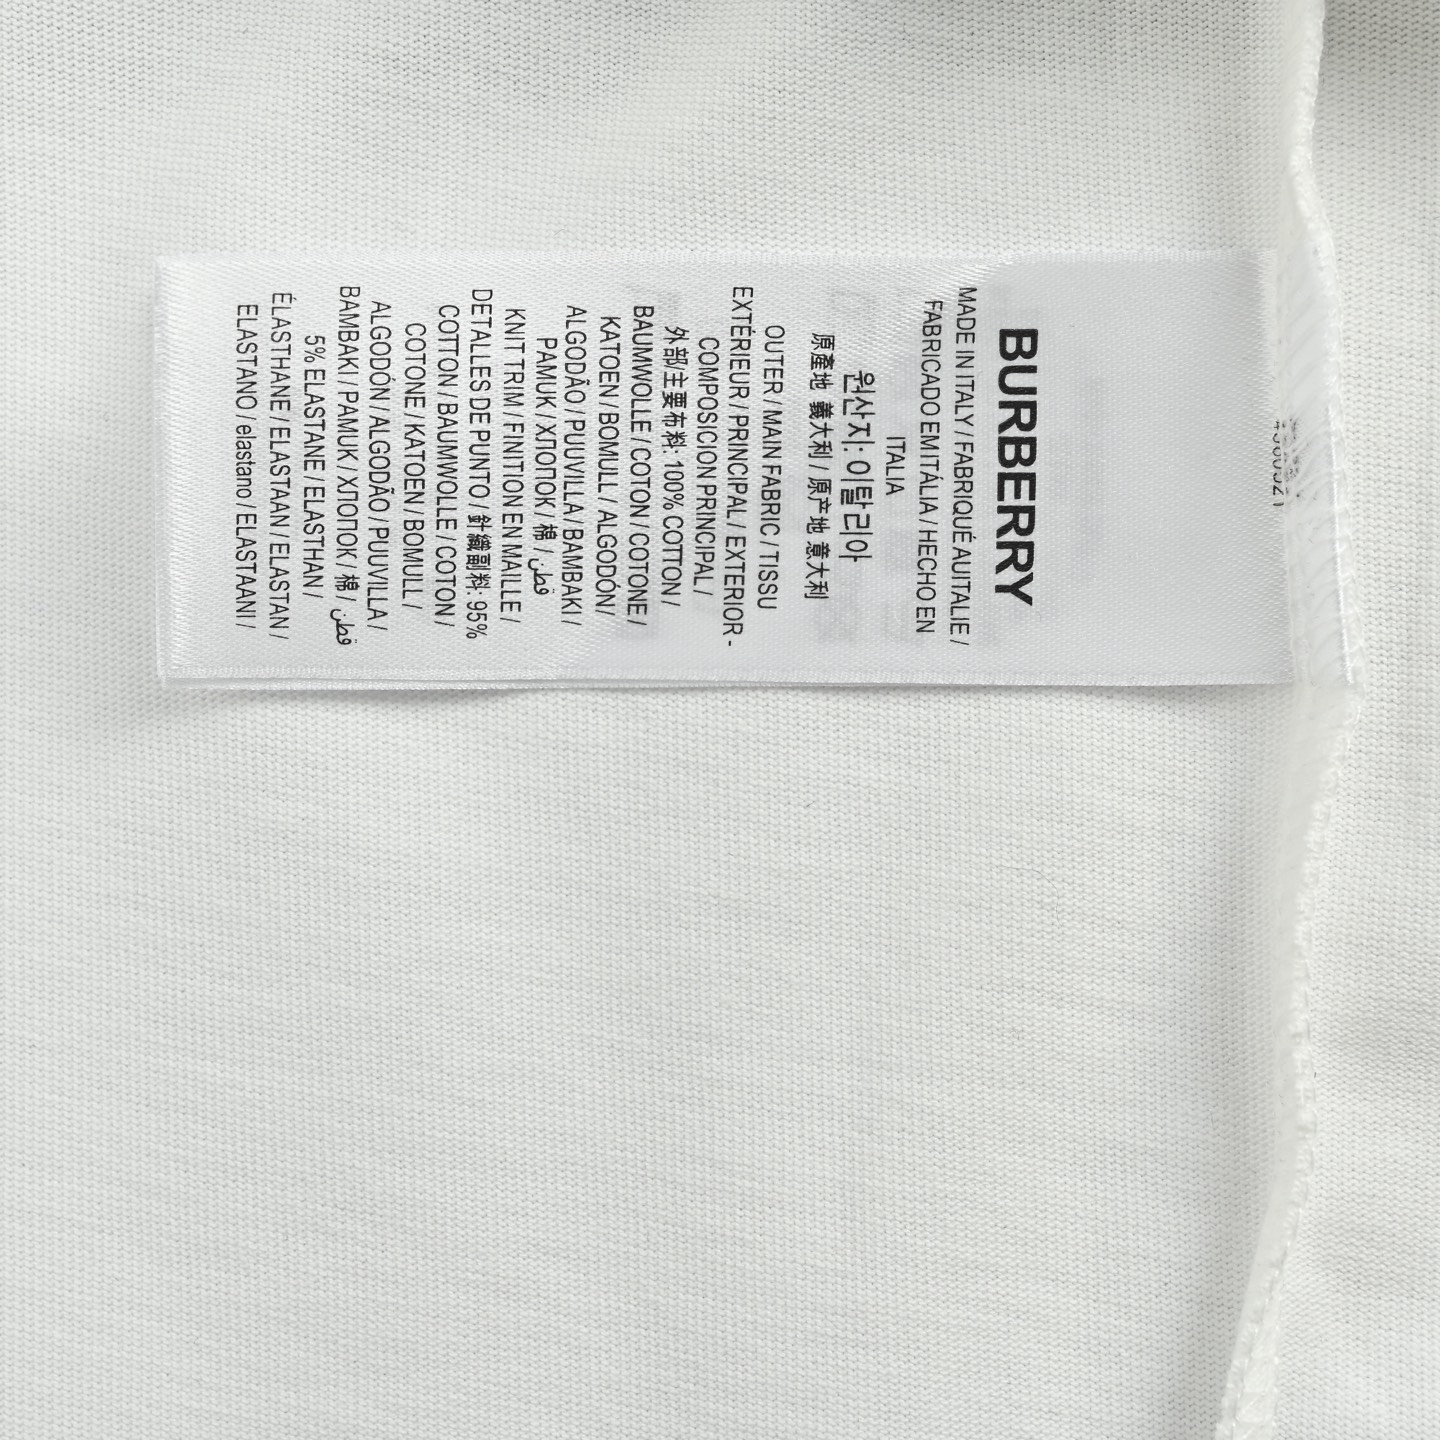 BURBERRY
MADE IN ITALY / FABRIQUÉ AUITALIE /
FABRICADO EM ITÁLIA / HECHO EN
ITALIA
원산지: 이탈리아
原產地 義大利 / 原产地 意大利
OUTER / MAIN FABRIC / TISSU
EXTÉRIEUR / PRINCIPAL / EXTERIOR -
COMPOSICION PRINCIPAL /
外部/主要布料: 100% COTTON /
BAUMWOLLE / COTON / COTONE /
KATOEN / BOMULL / ALGODÓN /
ALGODÃO / PUUVILLA / BAMBAKI /
PAMUK / ХЛОПОК / 棉 / قطن
KNIT TRIM / FINITION EN MAILLE /
DETALLES DE PUNTO / 針織副料: 95%
COTTON / BAUMWOLLE / COTON /
COTONE / KATOEN / BOMULL /
ALGODÓN / ALGODÃO / PUUVILLA /
BAMBAKI / PAMUK / ХЛОПОК / 棉 / قطن
5% ELASTANE / ELASTHAN /
ÉLASTHANE / ELASTAAN / ELASTAN /
ELASTANO / elastano / ELASTAANI /